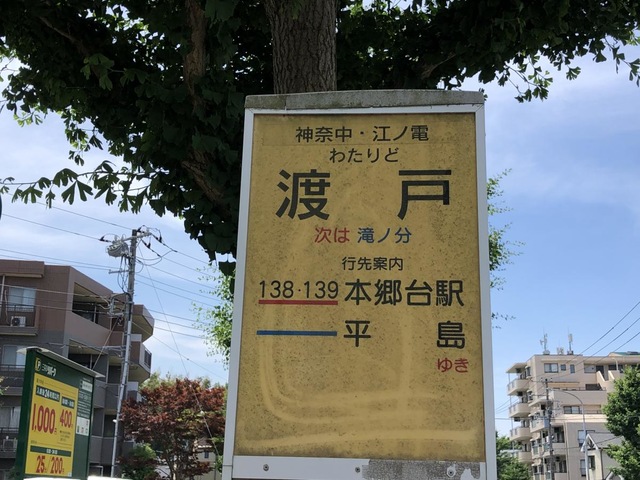 神奈中・江ノ電
わたりど
渡戸
次は 滝ノ分
行先案内
138·139 本郷台駅
平島
ゆき
P
1,000
400
25
200